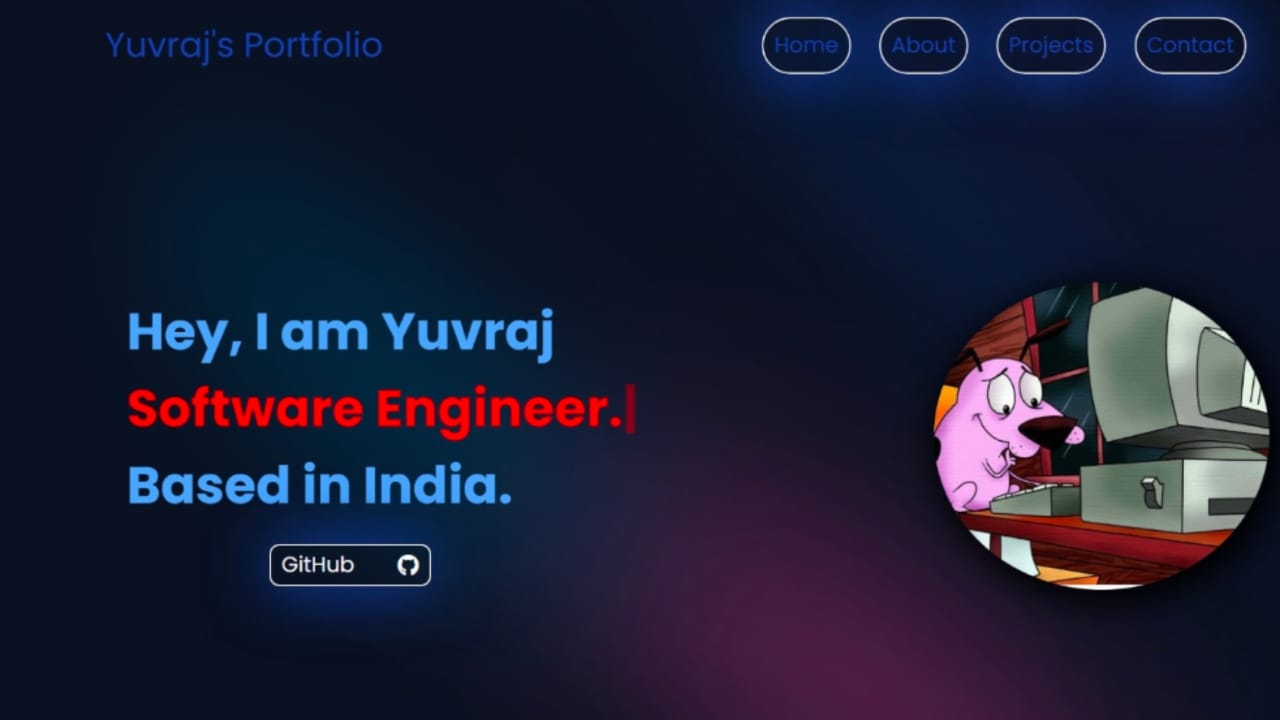 Yuvraj's Portfolio
Home About Projects Contact
Hey, I am Yuvraj
Software Engineer.
Based in India.
GitHub